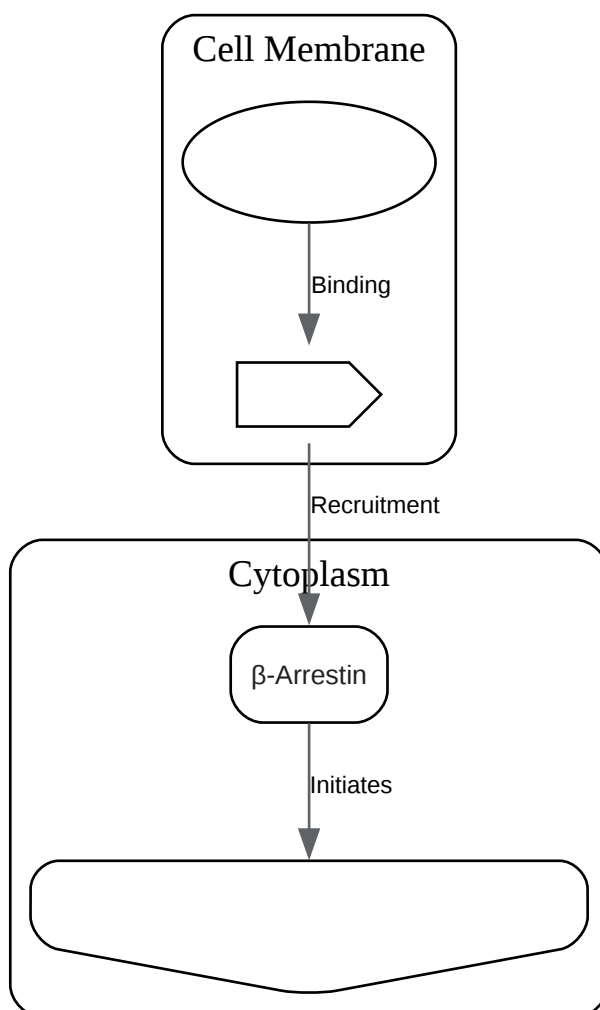 Cell Membrane
Binding
Recruitment
Cytoplasm
β-Arrestin
Initiates